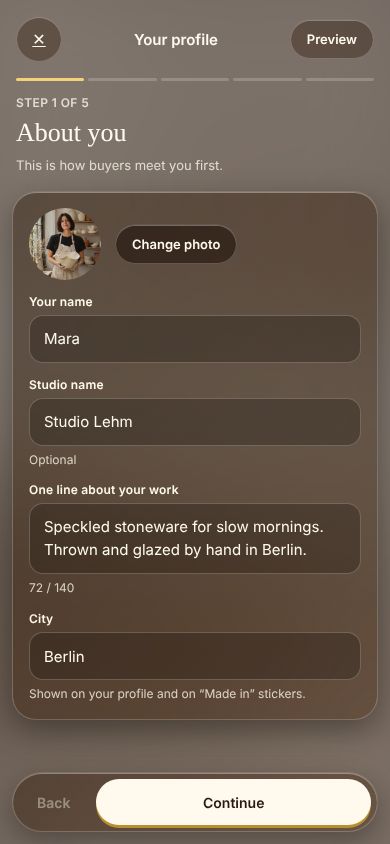 ✕
Your profile
Preview
STEP 1 OF 5
About you
This is how buyers meet you first.
Change photo
Your name
Mara
Studio name
Studio Lehm
Optional
One line about your work
Speckled stoneware for slow mornings.
Thrown and glazed by hand in Berlin.
72 / 140
City
Berlin
Shown on your profile and on “Made in” stickers.
Back
Continue